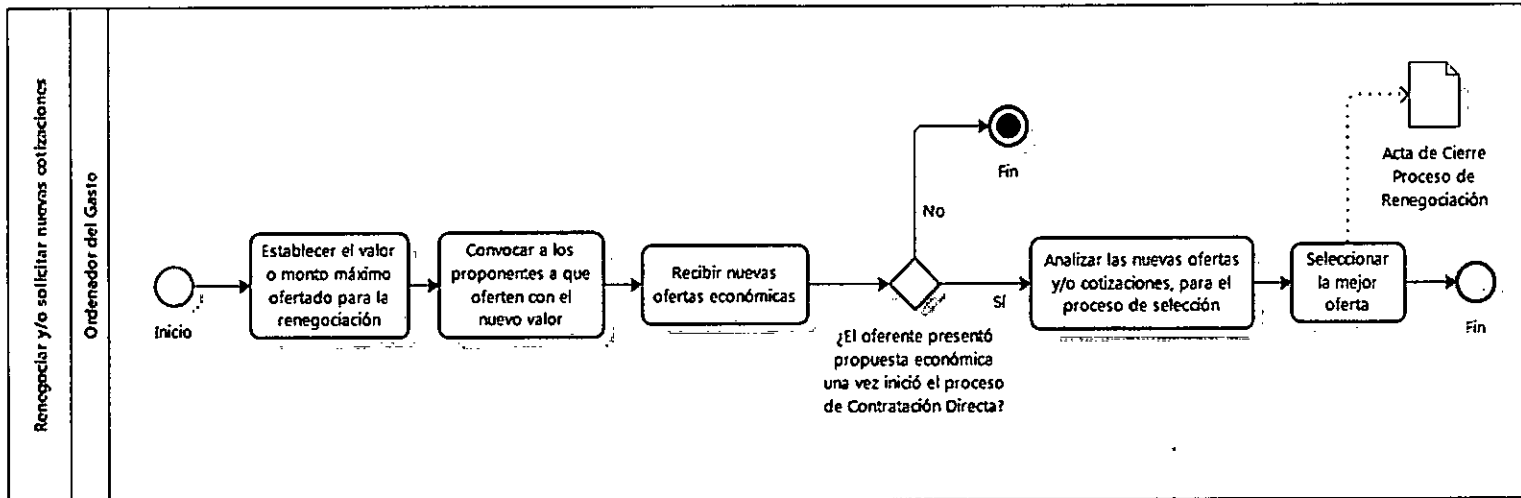 Renegociar y/o solicitar nuevas cotizaciones
Ordenador del Gasto
Inicio
Establecer el valor
o monto máximo
ofertado para la
renegociación
Convocar a los
proponentes a que
oferten con el
nuevo valor
Recibir nuevas
ofertas económicas
¿El oferente presentó
propuesta económica
una vez inició el proceso
de Contratación Directa?
No
Fin
Sí
Analizar las nuevas ofertas
y/o cotizaciones, para el
proceso de selección
Seleccionar
la mejor
oferta
Acta de Cierre
Proceso de
Renegociación
Fin